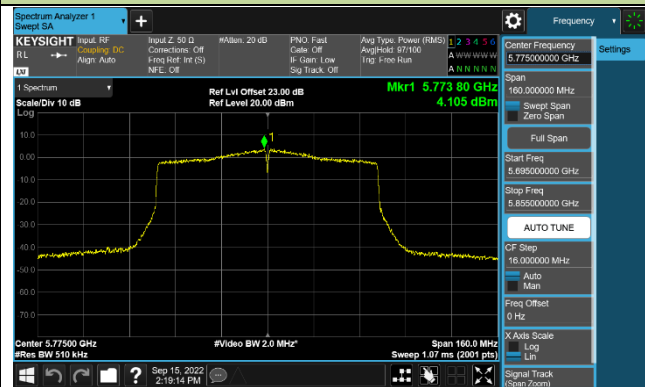 Spectrum Analyzer 1
Swept SA
Frequency
KEYSIGHT
Input: RF
Input Z: 50 Ω
#Atten: 20 dB
PNO: Fast
Avg Type: Power (RMS)
1 2 3 4 5 6
RL
Coupling: DC
Corrections: Off
Gate: Off
Avg|Hold: 97/100
A W W W W W
Align: Auto
Freq Ref: Int (S)
IF Gain: Low
Trig: Free Run
LXI
NFE: Off
Sig Track: Off
A N N N N N
1 Spectrum
Ref Lvl Offset 23.00 dB
Mkr1 5.773 80 GHz
Scale/Div 10 dB
Ref Level 20.00 dBm
4.105 dBm
Log
1
10.0
0.00
-10.0
-20.0
-30.0
-40.0
-50.0
-60.0
-70.0
Center 5.77500 GHz
#Video BW 2.0 MHz*
Span 160.0 MHz
#Res BW 510 kHz
Sweep 1.07 ms (2001 pts)
?
Sep 15, 2022
2:19:14 PM
Center Frequency
5.775000000 GHz
Settings
Span
160.000000 MHz
Swept Span
Zero Span
Full Span
Start Freq
5.695000000 GHz
Stop Freq
5.855000000 GHz
AUTO TUNE
CF Step
16.000000 MHz
Auto
Man
Freq Offset
0 Hz
X Axis Scale
Log
Lin
Signal Track
(Span Zoom)